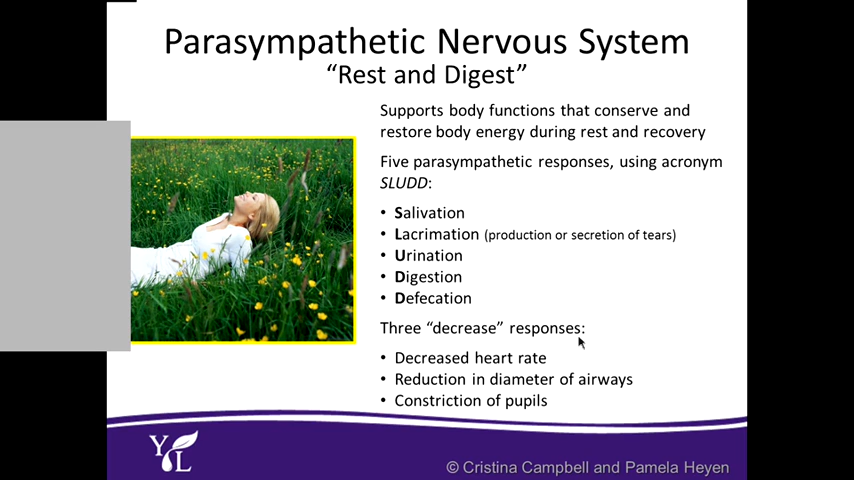 Parasympathetic Nervous System
“Rest and Digest”
Supports body functions that conserve and
restore body energy during rest and recovery
Five parasympathetic responses, using acronym
SLUDD:
• Salivation
• Lacrimation (production or secretion of tears)
• Urination
• Digestion
• Defecation
Three “decrease” responses:
• Decreased heart rate
• Reduction in diameter of airways
• Constriction of pupils
YL
© Cristina Campbell and Pamela Heyen